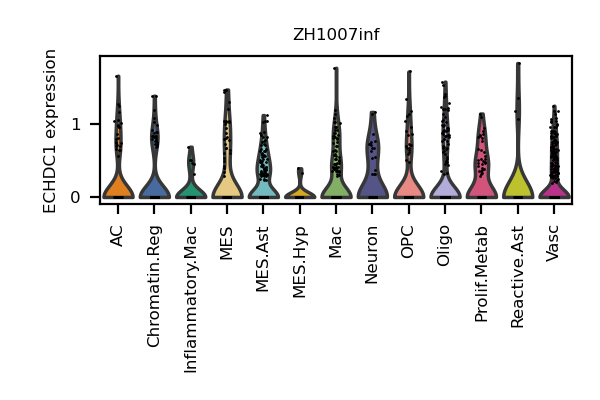 ZH1007inf
ECHDC1 expression
1
0
AC
Chromatin.Reg
Inflammatory.Mac
MES
MES.Ast
MES.Hyp
Mac
Neuron
OPC
Oligo
Prolif.Metab
Reactive.Ast
Vasc